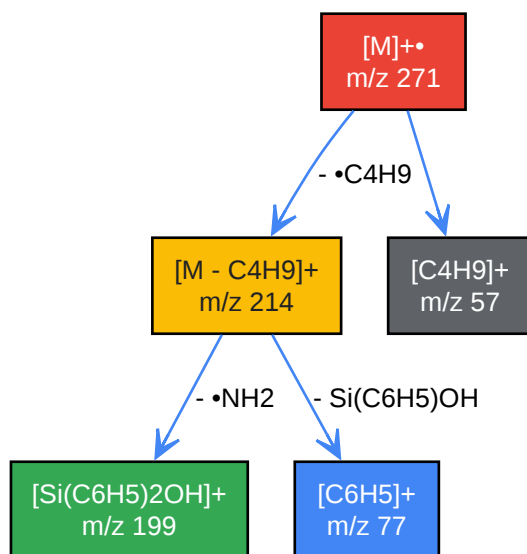 [M]+•
m/z 271
- •C4H9
[M - C4H9]+
m/z 214
[C4H9]+
m/z 57
- •NH2
- Si(C6H5)OH
[Si(C6H5)2OH]+
m/z 199
[C6H5]+
m/z 77